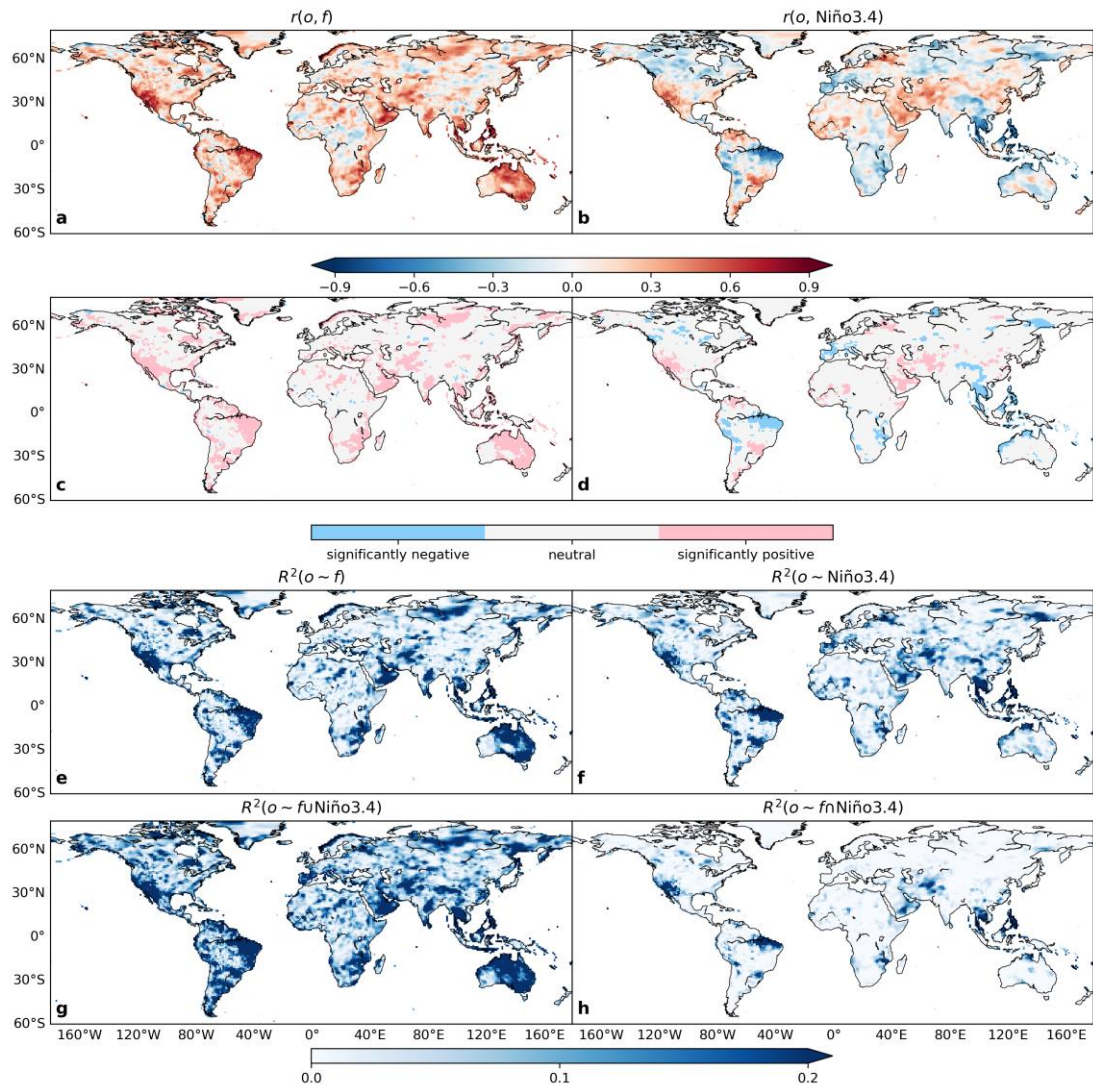 r(o, f)
r(o, Niño3.4)
60°N
30°N
0°
30°S
60°S
a
b
−0.9 −0.6 −0.3 0.0 0.3 0.6 0.9
60°N
30°N
0°
30°S
60°S
c
d
significantly negative neutral significantly positive
R²(o ~ f)
R²(o ~ Niño3.4)
60°N
30°N
0°
30°S
60°S
e
f
R²(o ~ f∪Niño3.4)
R²(o ~ f∩Niño3.4)
60°N
30°N
0°
30°S
60°S
g
h
160°W 120°W 80°W 40°W 0° 40°E 80°E 120°E 160°E
160°W 120°W 80°W 40°W 0° 40°E 80°E 120°E 160°E
0.0 0.1 0.2